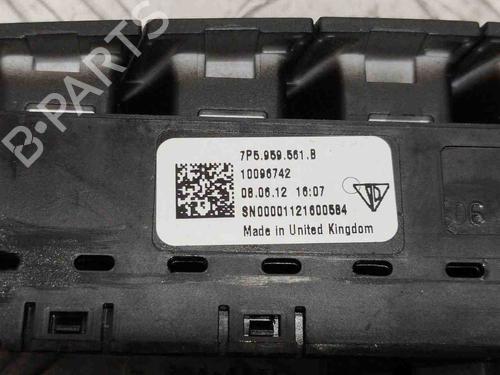 B-PARTS
7P5.959.561.B
10096742
08.06.12 16:07
SN00001121600584
Made in United Kingdom